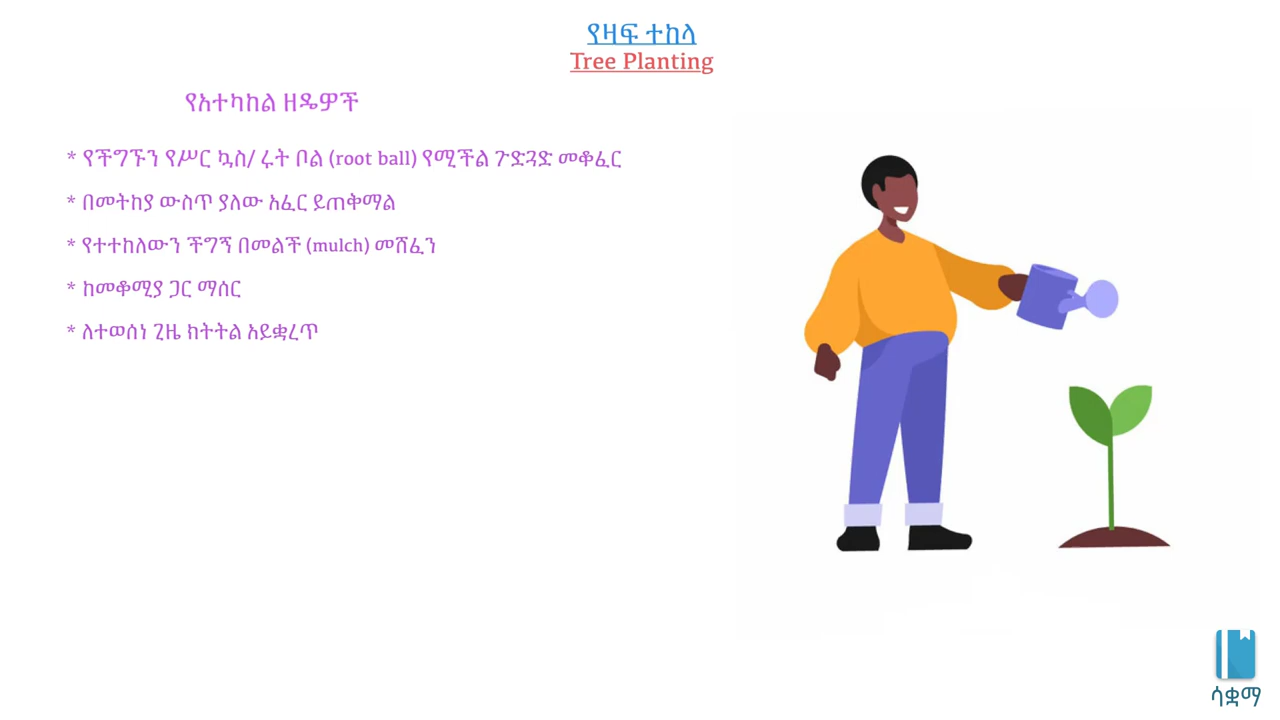 የዛፍ ተከላ
Tree Planting
የአተካከል ዘዴዎች
* የችግኙን የሥር ኳስ/ ሩት ቦል (root ball) የሚችል ጉድጓድ መቆፈር
* በመትከያ ውስጥ ያለው አፈር ይጠቅማል
* የተተከለውን ችግኝ በመልች (mulch) መሸፈን
* ከመቆሚያ ጋር ማሰር
* ለተወሰነ ጊዜ ክትትል አይቋረጥ
ሳቋማ